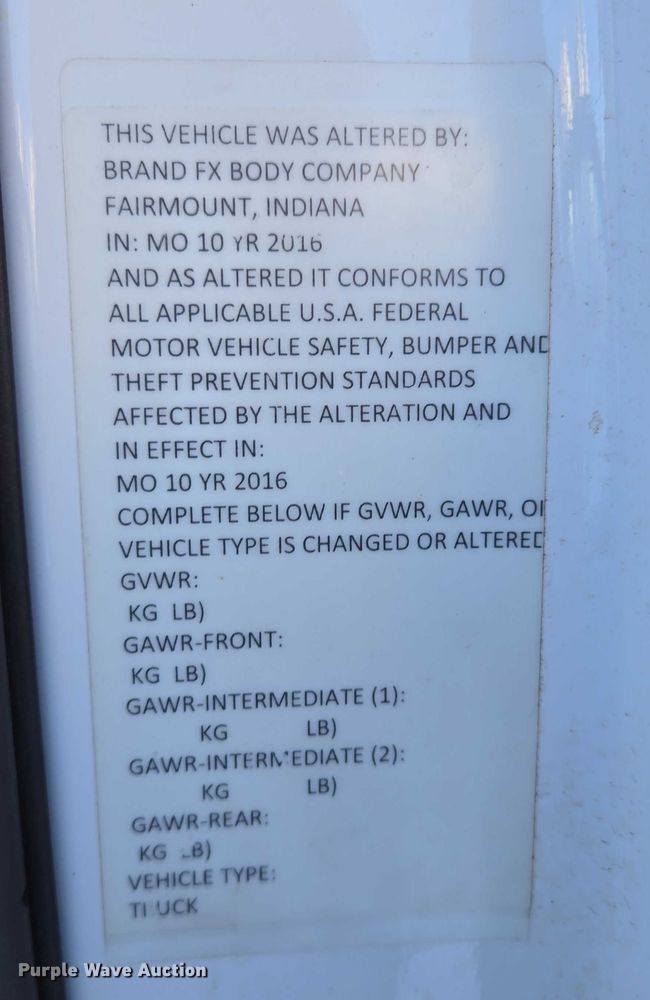 THIS VEHICLE WAS ALTERED BY:
BRAND FX BODY COMPANY
FAIRMOUNT, INDIANA
IN: MO 10 YR 2016
AND AS ALTERED IT CONFORMS TO
ALL APPLICABLE U.S.A. FEDERAL
MOTOR VEHICLE SAFETY, BUMPER AND
THEFT PREVENTION STANDARDS
AFFECTED BY THE ALTERATION AND
IN EFFECT IN:
MO 10 YR 2016
COMPLETE BELOW IF GVWR, GAWR, OR
VEHICLE TYPE IS CHANGED OR ALTERED
GVWR:
KG LB)
GAWR-FRONT:
KG LB)
GAWR-INTERMEDIATE (1):
KG LB)
GAWR-INTERMEDIATE (2):
KG LB)
GAWR-REAR:
KG LB)
VEHICLE TYPE:
TRUCK
Purple Wave Auction